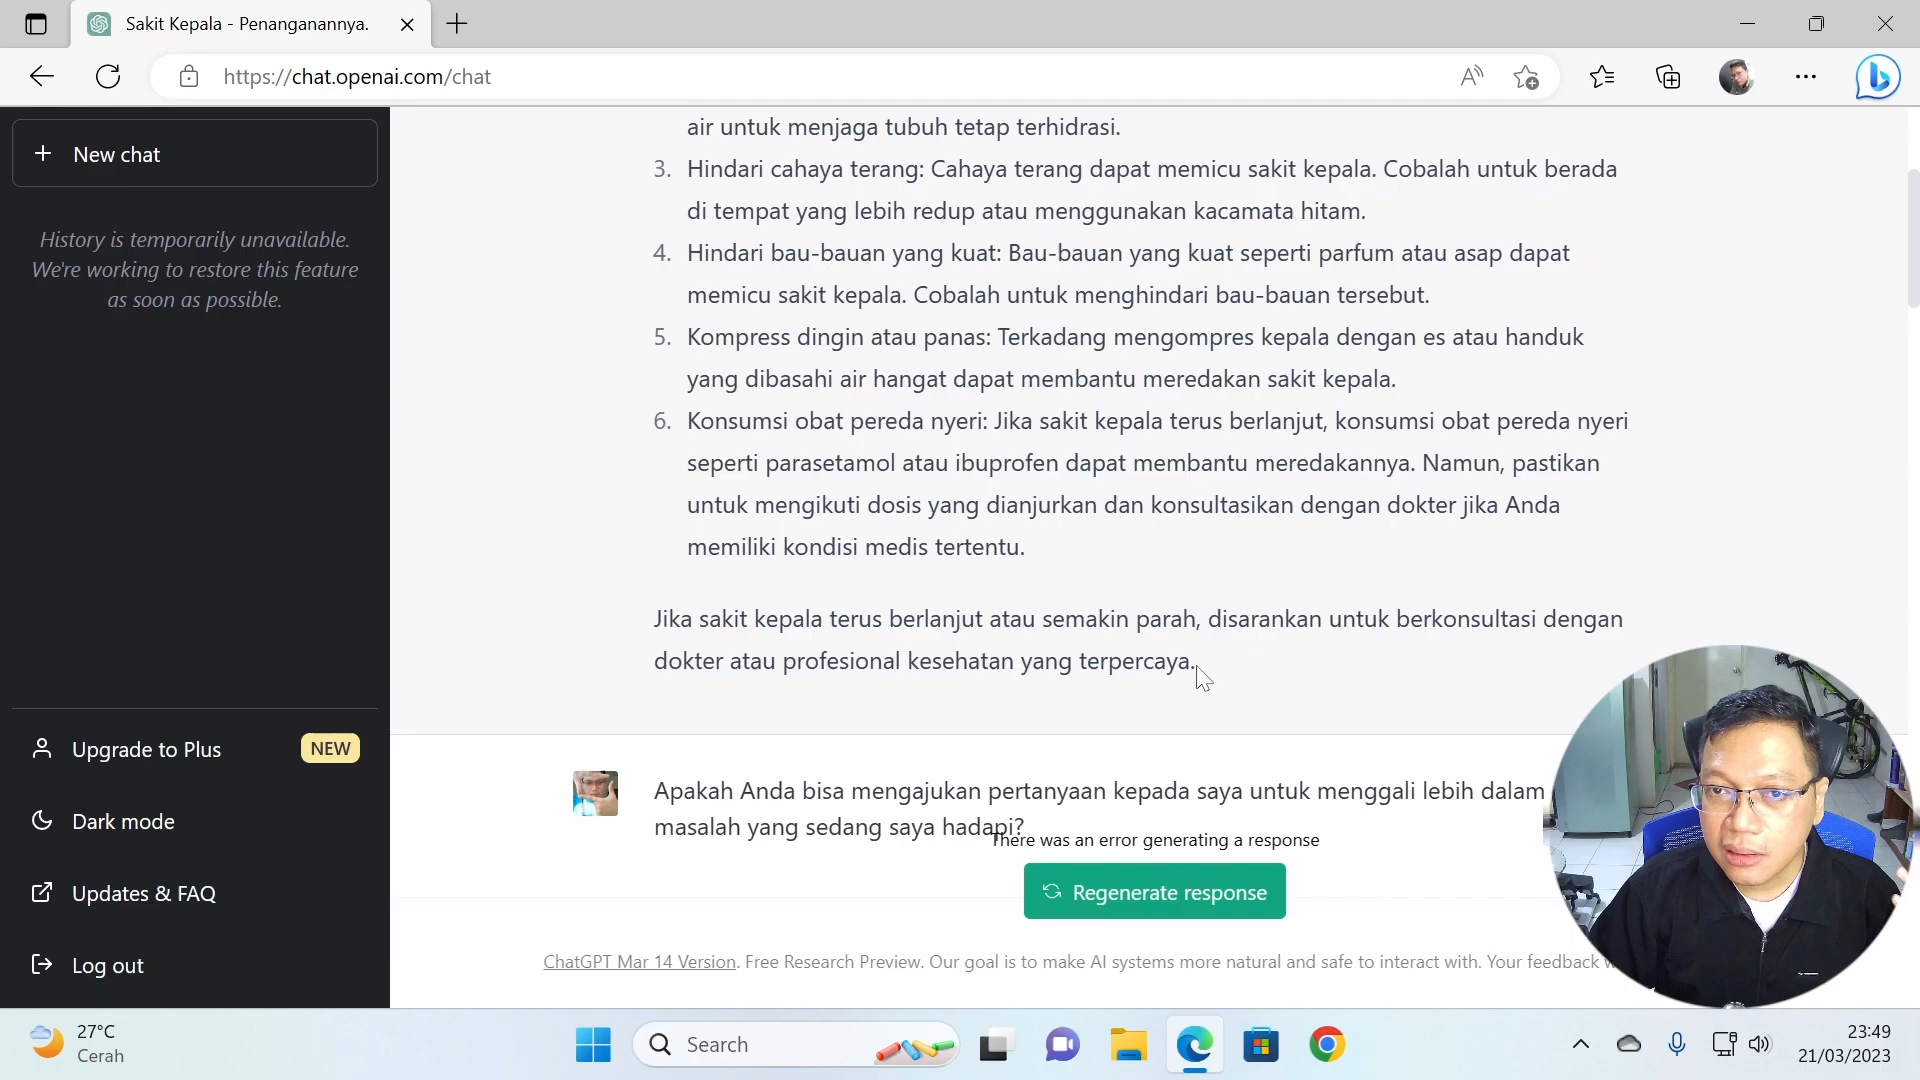 Sakit Kepala - Penanganannya.
https://chat.openai.com/chat
New chat
History is temporarily unavailable.
We're working to restore this feature
as soon as possible.
Upgrade to Plus
NEW
Dark mode
Updates & FAQ
Log out
air untuk menjaga tubuh tetap terhidrasi.
3. Hindari cahaya terang: Cahaya terang dapat memicu sakit kepala. Cobalah untuk berada
di tempat yang lebih redup atau menggunakan kacamata hitam.
4. Hindari bau-bauan yang kuat: Bau-bauan yang kuat seperti parfum atau asap dapat
memicu sakit kepala. Cobalah untuk menghindari bau-bauan tersebut.
5. Kompress dingin atau panas: Terkadang mengompres kepala dengan es atau handuk
yang dibasahi air hangat dapat membantu meredakan sakit kepala.
6. Konsumsi obat pereda nyeri: Jika sakit kepala terus berlanjut, konsumsi obat pereda nyeri
seperti parasetamol atau ibuprofen dapat membantu meredakannya. Namun, pastikan
untuk mengikuti dosis yang dianjurkan dan konsultasikan dengan dokter jika Anda
memiliki kondisi medis tertentu.
Jika sakit kepala terus berlanjut atau semakin parah, disarankan untuk berkonsultasi dengan
dokter atau profesional kesehatan yang terpercaya.
Apakah Anda bisa mengajukan pertanyaan kepada saya untuk menggali lebih dalam
masalah yang sedang saya hadapi?
There was an error generating a response
Regenerate response
ChatGPT Mar 14 Version. Free Research Preview. Our goal is to make AI systems more natural and safe to interact with. Your feedback
27°C
Cerah
Search
23:49
21/03/2023